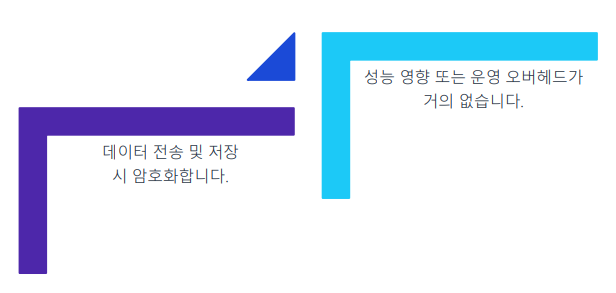 데이터 전송 및 저장
시 암호화합니다.
성능 영향 또는 운영 오버헤드가
거의 없습니다.